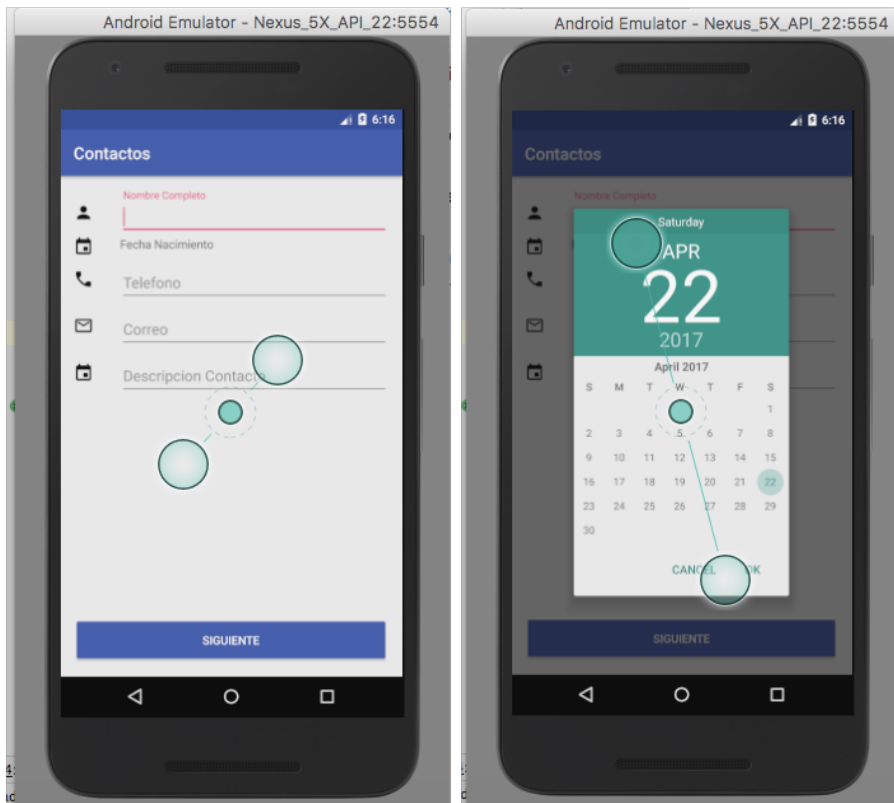 Android Emulator - Nexus_5X_API_22:5554
6:16
Contactos
Nombre Completo
Fecha Nacimiento
Telefono
Correo
Descripcion Contacto
SIGUIENTE
Android Emulator - Nexus_5X_API_22:5554
6:16
Contactos
Nombre Completo
Saturday
APR
22
2017
April 2017
S M T W T F S
1
2 3 4 5 6 7 8
9 10 11 12 13 14 15
16 17 18 19 20 21 22
23 24 25 26 27 28 29
30
CANCEL OK
SIGUIENTE